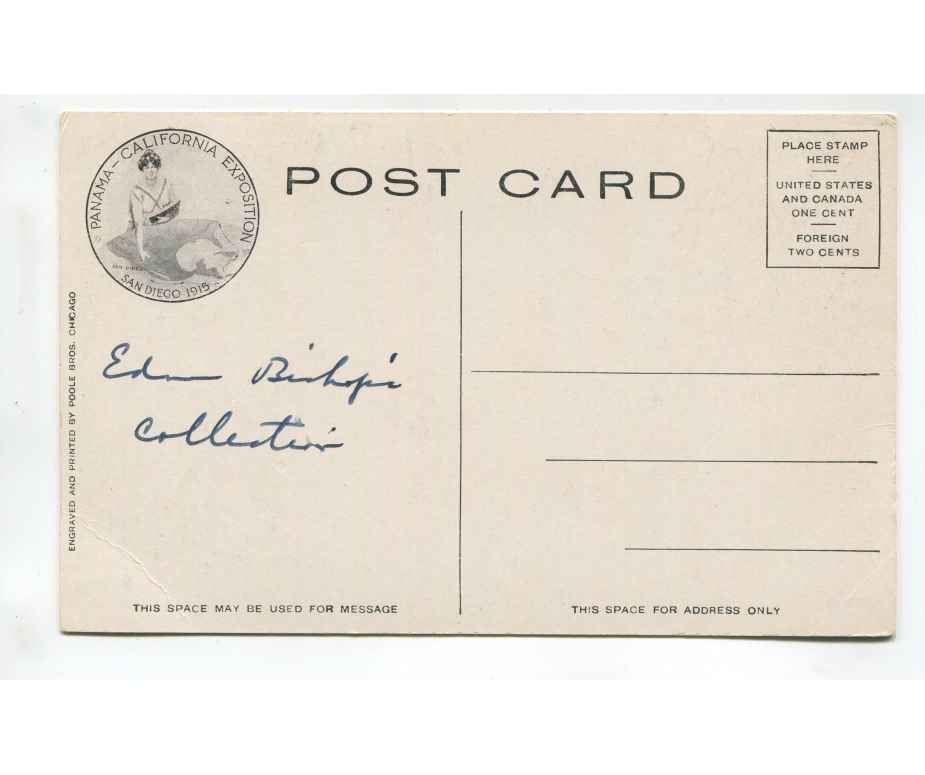 PANAMA-CALIFORNIA EXPOSITION
SAN DIEGO 1915
POST CARD
PLACE STAMP
HERE
UNITED STATES
AND CANADA
ONE CENT
FOREIGN
TWO CENTS
ENGRAVED AND PRINTED BY POOLE BROS. CHICAGO
Bishop's
Collection
THIS SPACE MAY BE USED FOR MESSAGE
THIS SPACE FOR ADDRESS ONLY